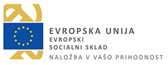 EVROPSKA UNIJA
EVROPSKI
SOCIALNI SKLAD
NALOŽBA V VAŠO PRIHODNOST